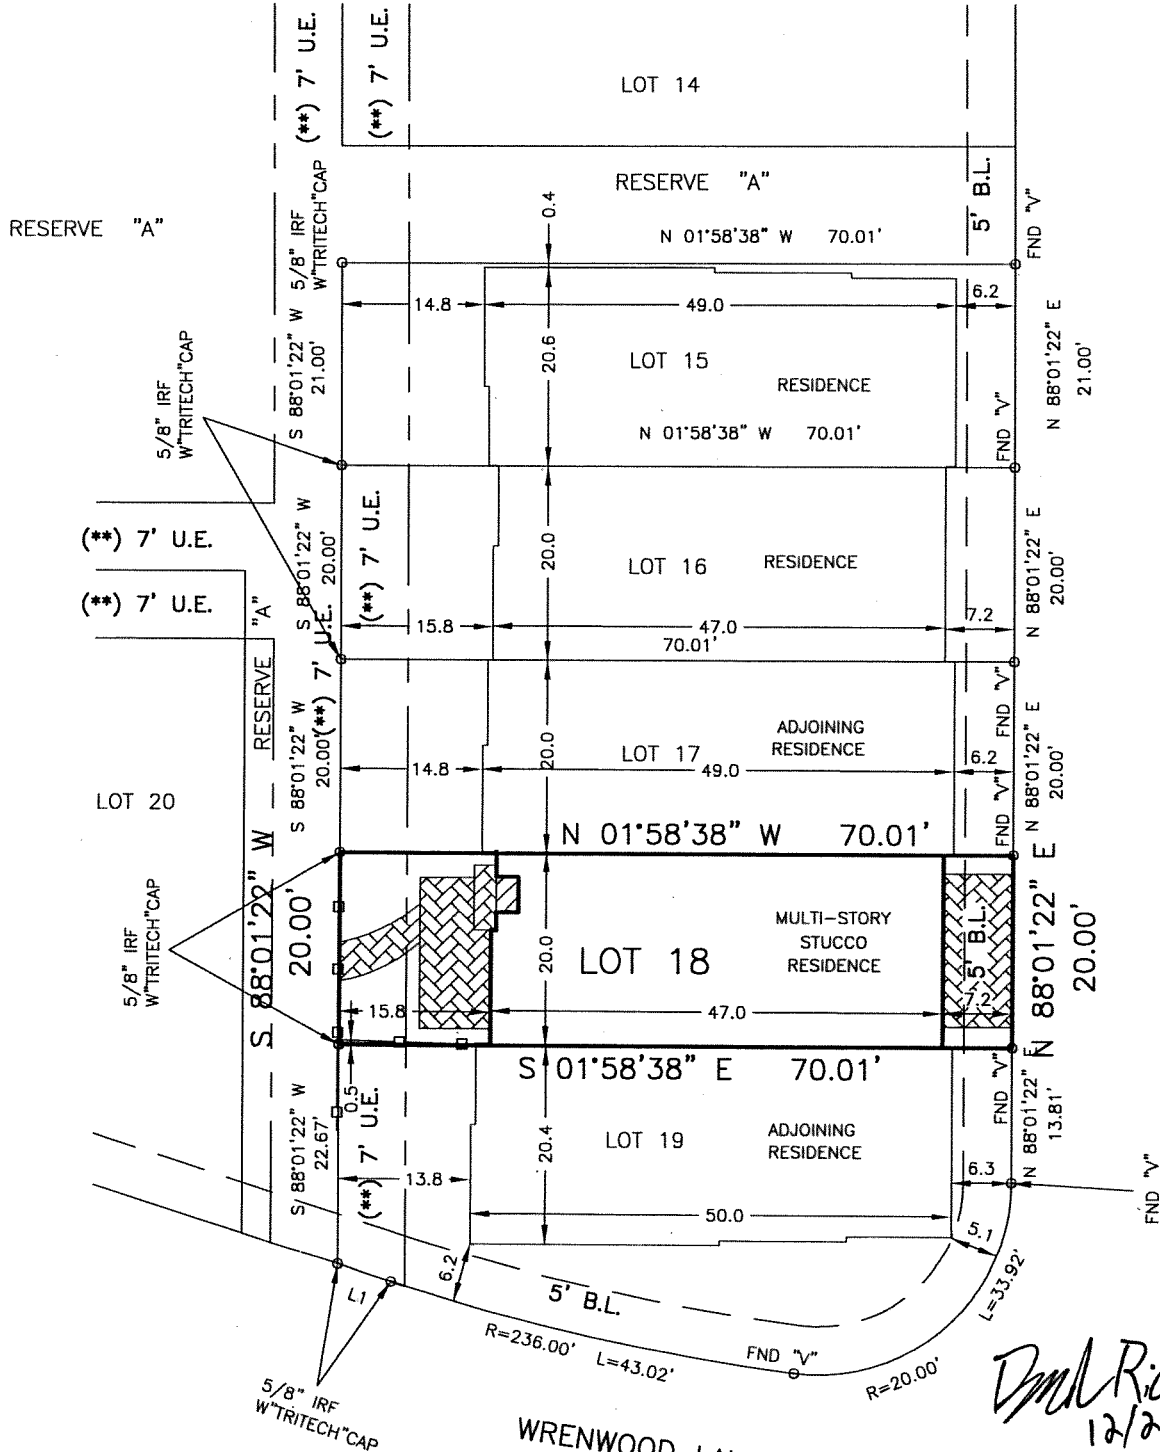 (**) 7' U.E.
(**) 7' U.E.
LOT 14
RESERVE "A"
5' B.L.
FND "V"
RESERVE "A"
5/8" IRF
W"TRITECH"CAP
0.4
N 01°58'38" W 70.01'
14.8
49.0
6.2
S 88°01'22" W
21.00'
20.6
LOT 15
RESIDENCE
N 88°01'22" E
21.00'
5/8" IRF
W"TRITECH"CAP
N 01°58'38" W 70.01'
FND "V"
(**) 7' U.E.
(**) 7' U.E.
S 88°01'22" W
20.00'
(**) 7' U.E.
20.0
LOT 16
RESIDENCE
N 88°01'22" E
20.00'
15.8
47.0
7.2
70.01'
RESERVE "A"
(**) 7' U.E.
S 88°01'22" W
20.00'
20.0
LOT 17
ADJOINING
RESIDENCE
14.8
49.0
6.2
FND "V"
N 88°01'22" E
20.00'
LOT 20
N 01°58'38" W 70.01'
FND "V"
5/8" IRF
W"TRITECH"CAP
S 88°01'22" W
20.00'
20.0
LOT 18
MULTI-STORY
STUCCO
RESIDENCE
5' B.L.
N 88°01'22" E
20.00'
15.8
47.0
7.2
S 01°58'38" E 70.01'
0.5
FND "V"
N 88°01'22" E
13.81'
S 88°01'22" W
22.67'
(**) 7' U.E.
20.4
LOT 19
ADJOINING
RESIDENCE
13.8
6.3
FND "V"
50.0
5.1
6.2
L1
5' B.L.
L=33.92'
R=236.00' L=43.02'
FND "V"
R=20.00'
5/8" IRF
W"TRITECH"CAP
WRENWOOD
12/2